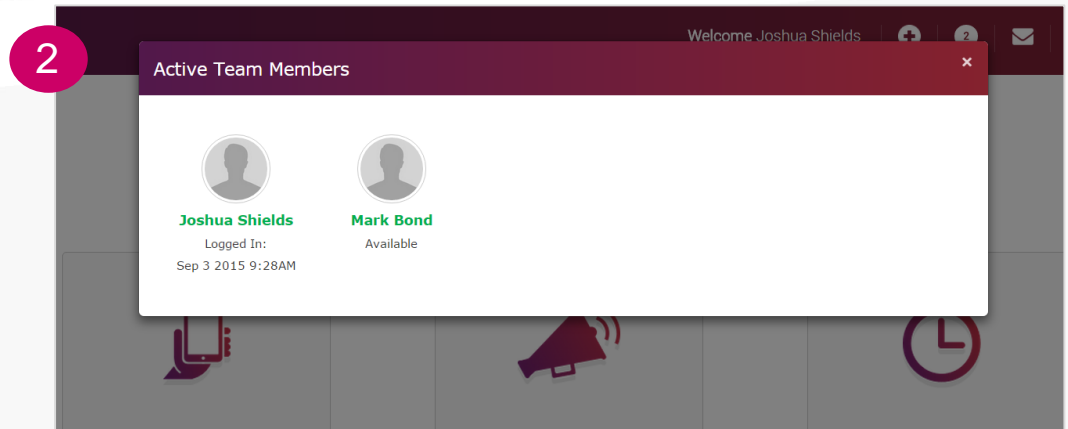 2
Welcome Joshua Shields
2
Active Team Members
×
Joshua Shields
Logged In:
Sep 3 2015 9:28AM
Mark Bond
Available